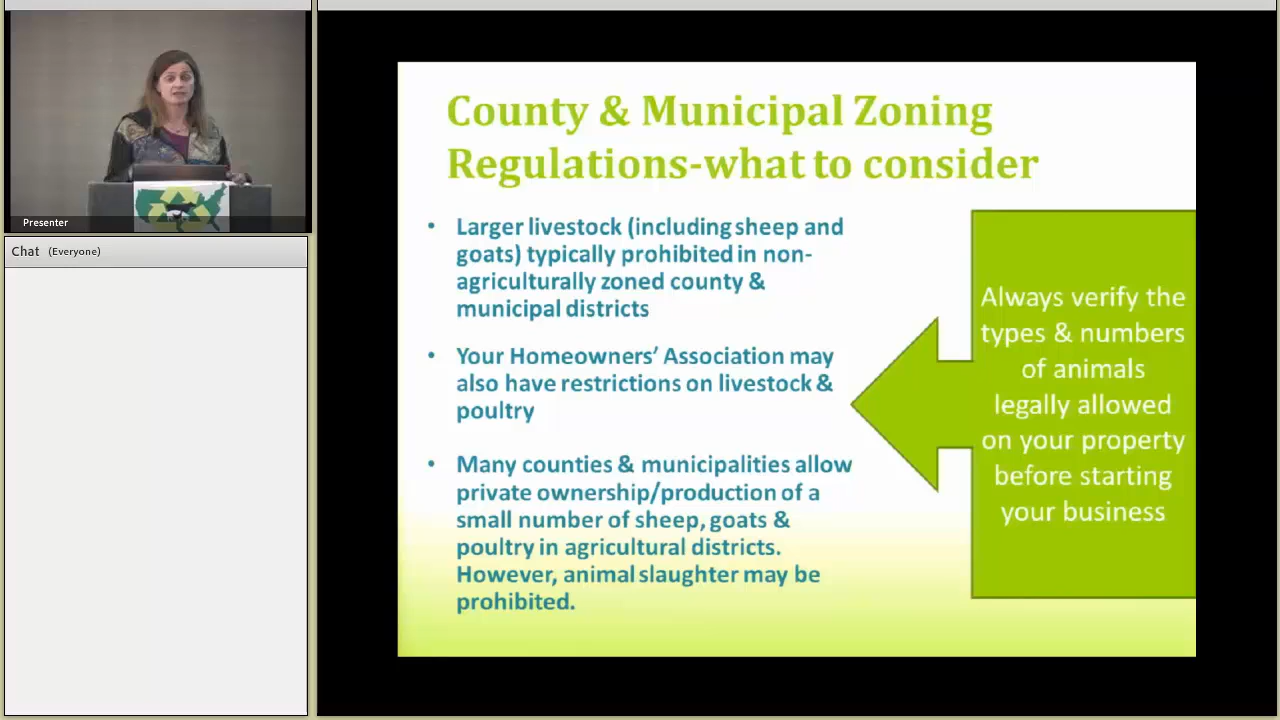 Presenter
Chat (Everyone)
County & Municipal Zoning
Regulations-what to consider
• Larger livestock (including sheep and
goats) typically prohibited in non-
agriculturally zoned county &
municipal districts
• Your Homeowners' Association may
also have restrictions on livestock &
poultry
• Many counties & municipalities allow
private ownership/production of a
small number of sheep, goats &
poultry in agricultural districts.
However, animal slaughter may be
prohibited.
Always verify the
types & numbers
of animals
legally allowed
on your property
before starting
your business